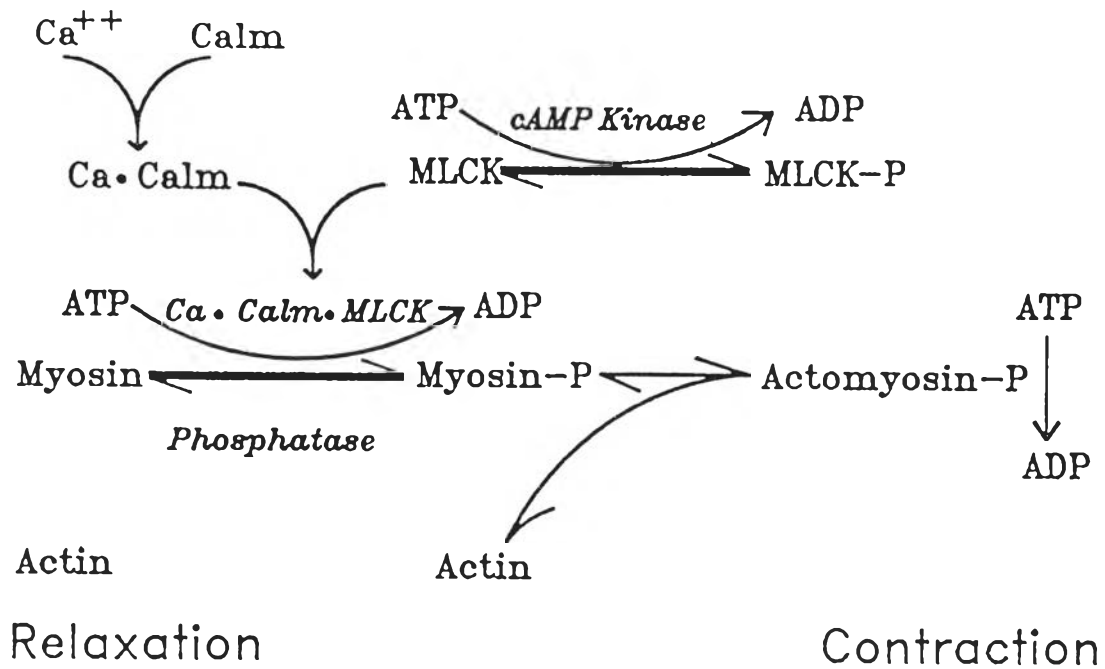 Ca++ Calm
ATP cAMP Kinase ADP
Ca• Calm MLCK MLCK-P
ATP Ca• Calm•MLCK ADP ATP
Myosin Myosin-P Actomyosin-P
Phosphatase
ADP
Actin Actin
Relaxation Contraction